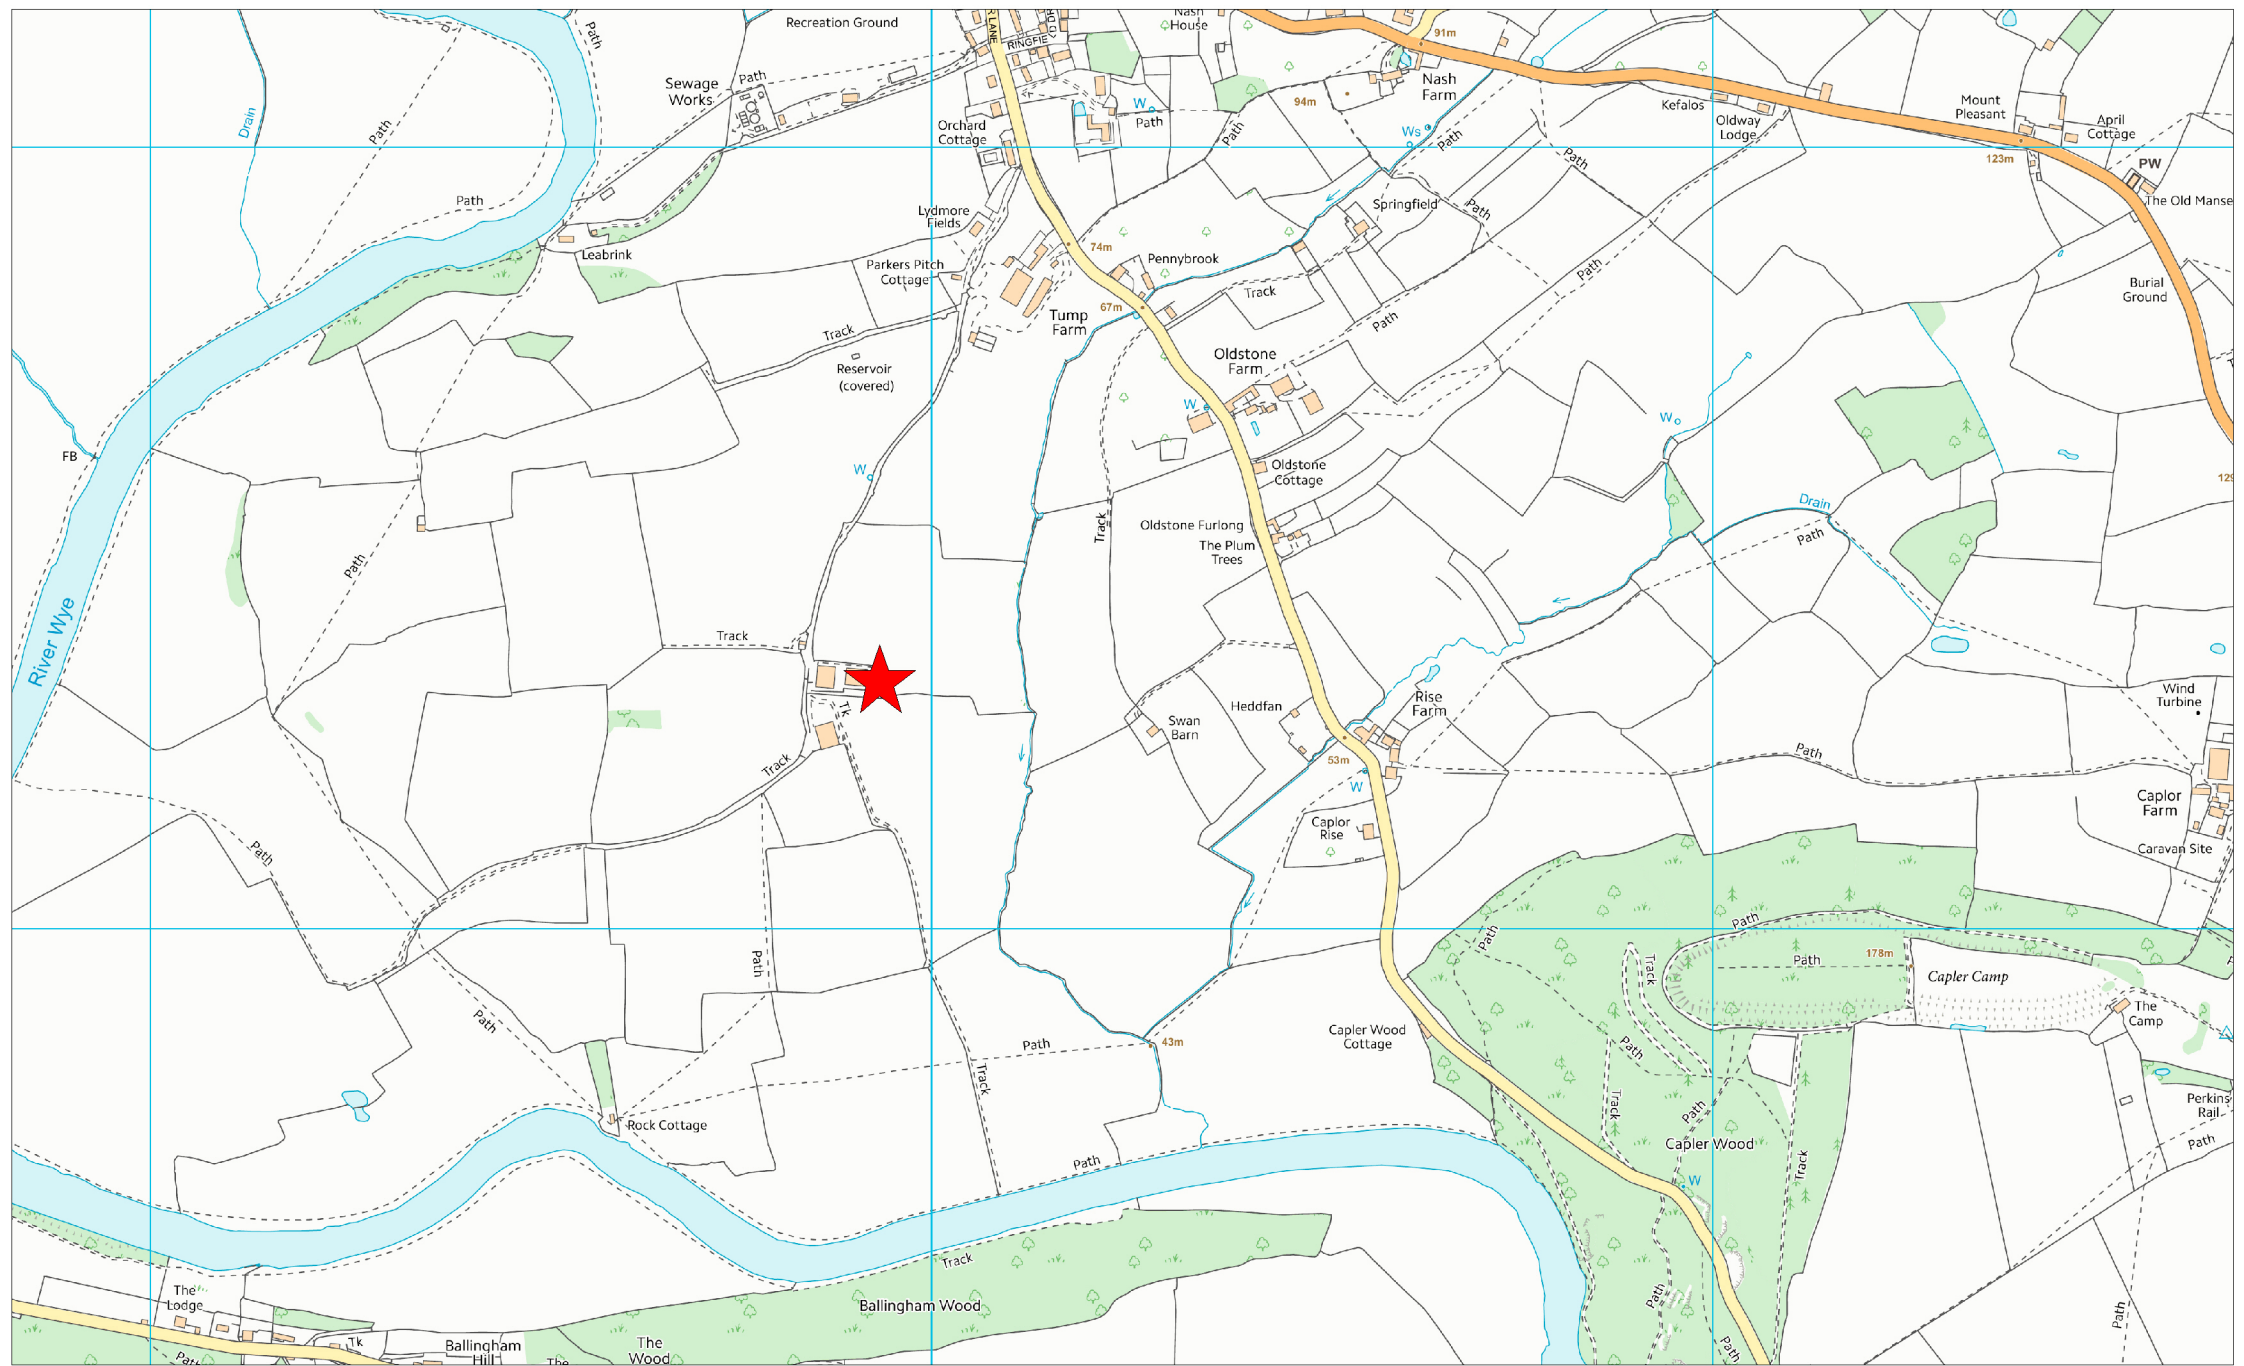 Recreation Ground
R LANE
RINGFIE
Nash
House
91m
Path
Sewage
Works
Path
Drain
Path
94m
Nash
Farm
W
Path
Orchard
Cottage
Path
Ws
Path
Kefalos
Oldway
Lodge
Mount
Pleasant
April
Cottage
123m
PW
The Old Manse
Path
Path
Lydmore
Fields
Springfield
Path
74m
Leabrink
Parkers Pitch
Cottage
Pennybrook
Path
Track
Burial
Ground
67m
Tump
Farm
Track
Path
Reservoir
(covered)
Oldstone
Farm
W
W
FB
W
Oldstone
Cottage
129
Drain
Track
Oldstone Furlong
The Plum
Trees
Path
Path
River Wye
Track
Tk
Swan
Barn
Heddfan
Rise
Farm
Wind
Turbine
Track
53m
W
Path
Caplor
Farm
Caplor
Rise
Caravan Site
Path
Path
Path
Path
Track
Path
178m
Capler Camp
The
Camp
Path
Capler Wood
Cottage
Path
43m
Path
Track
Track
Path
Perkins
Rail
Path
Rock Cottage
Capler Wood
Path
Track
W
Track
The
Lodge
Ballingham Wood
Path
Path
Tk
Ballingham
Hill
The
The
Wood
Path
Path